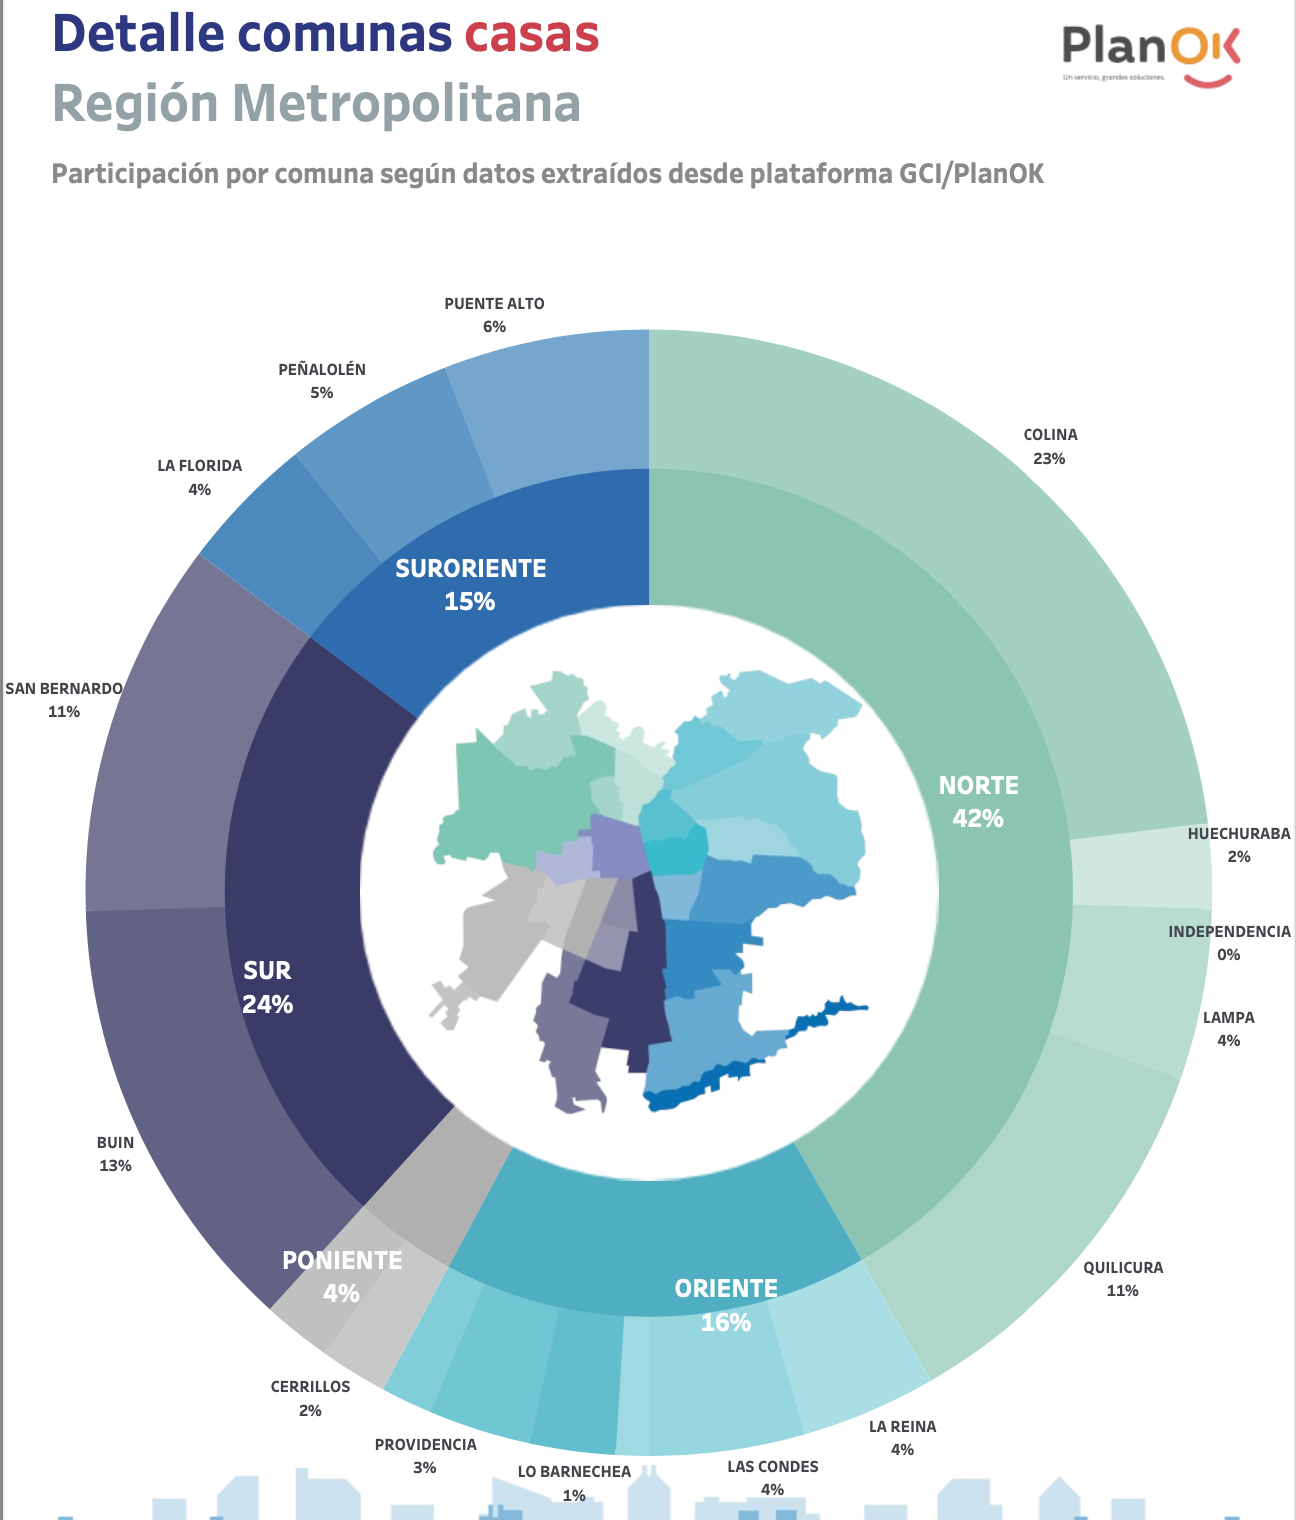 Detalle comunas casas
PlanOK
Un servicio, grandes soluciones.
Región Metropolitana
Participación por comuna según datos extraídos desde plataforma GCI/PlanOK
PUENTE ALTO
6%
PEÑALOLÉN
5%
COLINA
23%
LA FLORIDA
4%
SURORIENTE
15%
SAN BERNARDO
11%
NORTE
42%
HUECHURABA
2%
INDEPENDENCIA
0%
SUR
24%
LAMPA
4%
BUIN
13%
PONIENTE
4%
QUILICURA
11%
ORIENTE
16%
CERRILLOS
2%
LA REINA
4%
PROVIDENCIA
3%
LAS CONDES
4%
LO BARNECHEA
1%